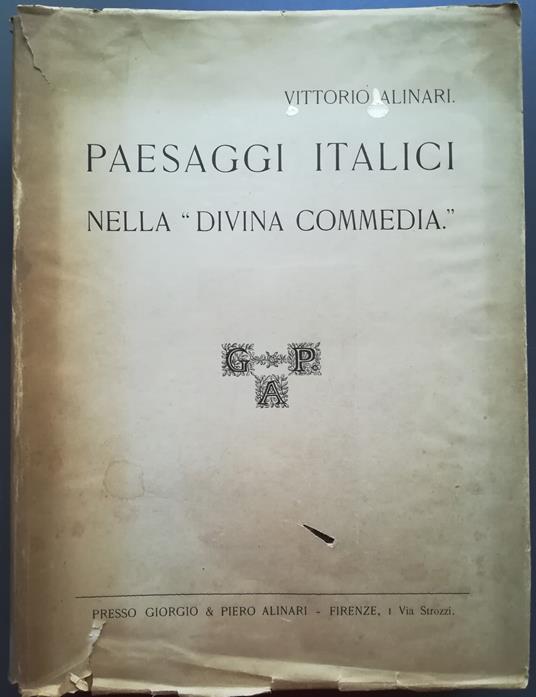 VITTORIO ALINARI.
PAESAGGI ITALICI
NELLA “DIVINA COMMEDIA.”
G P.
A
PRESSO GIORGIO & PIERO ALINARI - FIRENZE, 1 Via Strozzi.